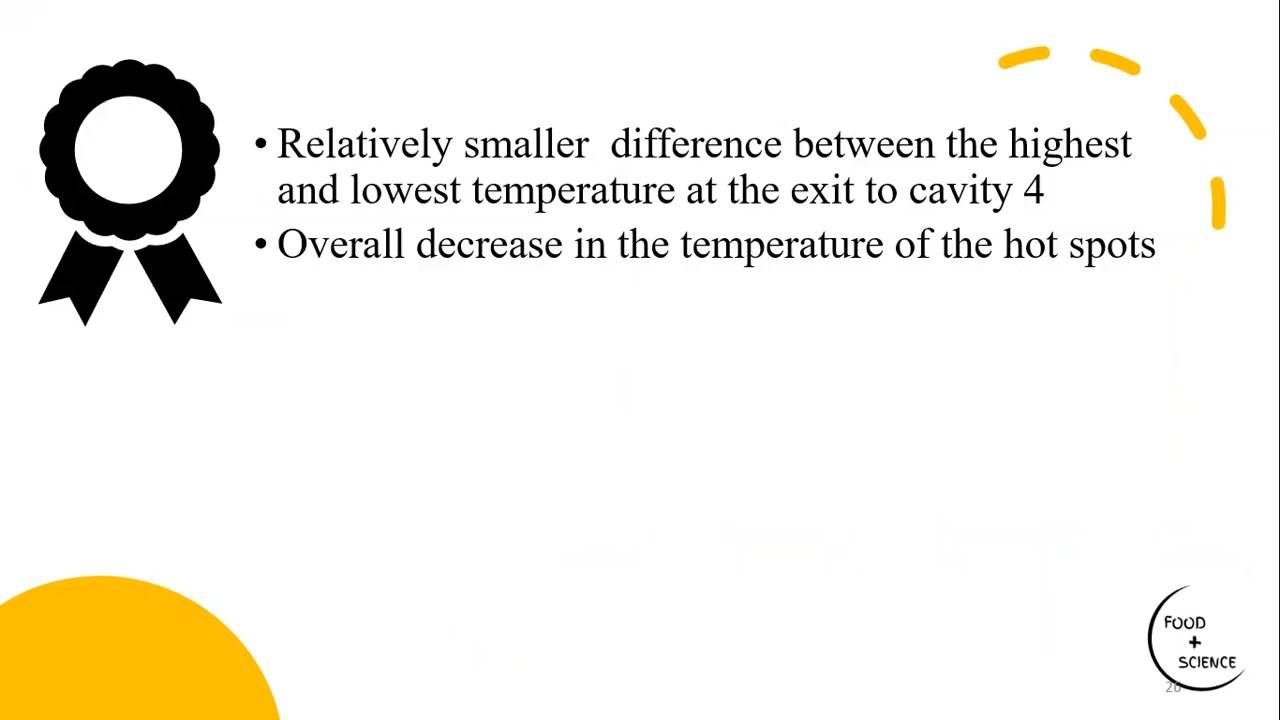 • Relatively smaller  difference between the highest
and lowest temperature at the exit to cavity 4
• Overall decrease in the temperature of the hot spots
FOOD
+
SCIENCE